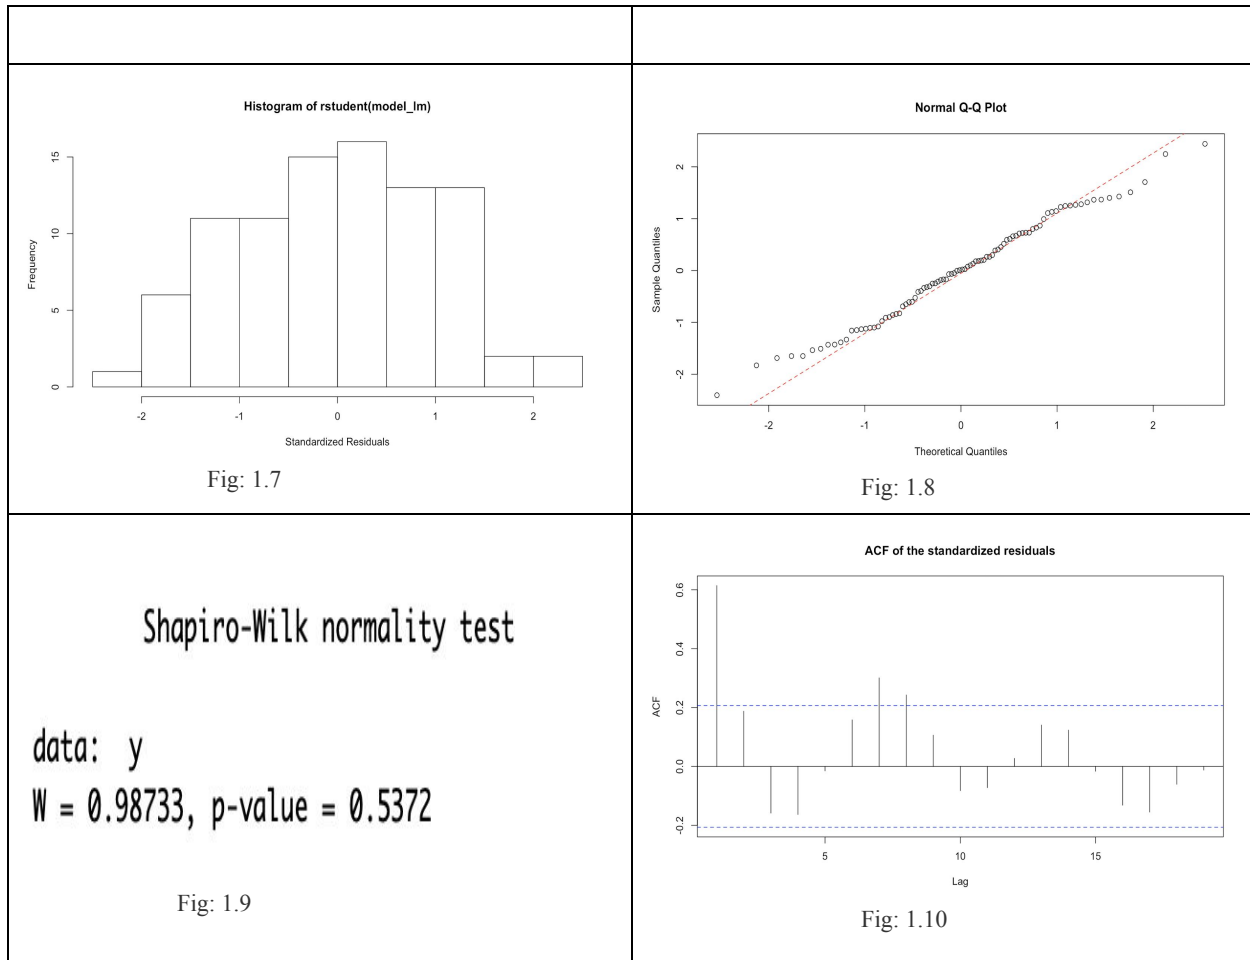 Histogram of rstudent(model_lm)
Frequency
0
5
10
15
-2
-1
0
1
2
Standardized Residuals
Fig: 1.7
Normal Q-Q Plot
Sample Quantiles
-2
-1
0
1
2
-2
-1
0
1
2
Theoretical Quantiles
Fig: 1.8
Shapiro-Wilk normality test
data: y
W = 0.98733, p-value = 0.5372
Fig: 1.9
ACF of the standardized residuals
ACF
-0.2
0.0
0.2
0.4
0.6
5
10
15
Lag
Fig: 1.10